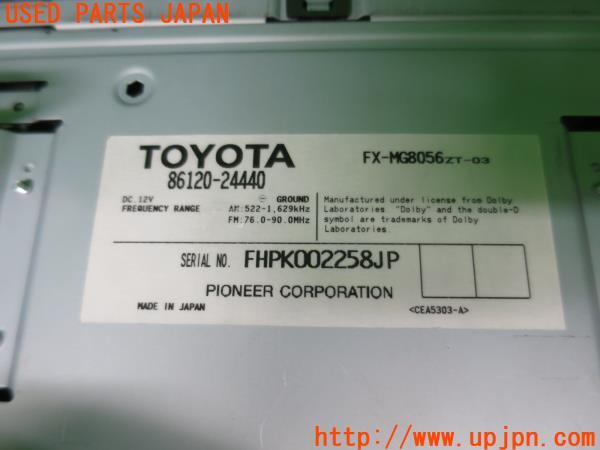 USED PARTS JAPAN
TOYOTA
86120-24440
FX-MG8056ZT-03
DC.12V
⊖ GROUND
FREQUENCY RANGE
AM:522-1,629kHz
FM:76.0-90.0MHz
Manufactured under license from Dolby
Laboratories "Dolby" and the double-D
symbol are trademarks of Dolby
Laboratories.
SERIAL NO. FHPK002258JP
PIONEER CORPORATION
MADE IN JAPAN
<CEA5303-A>
UPJ
http://www.upjpn.com